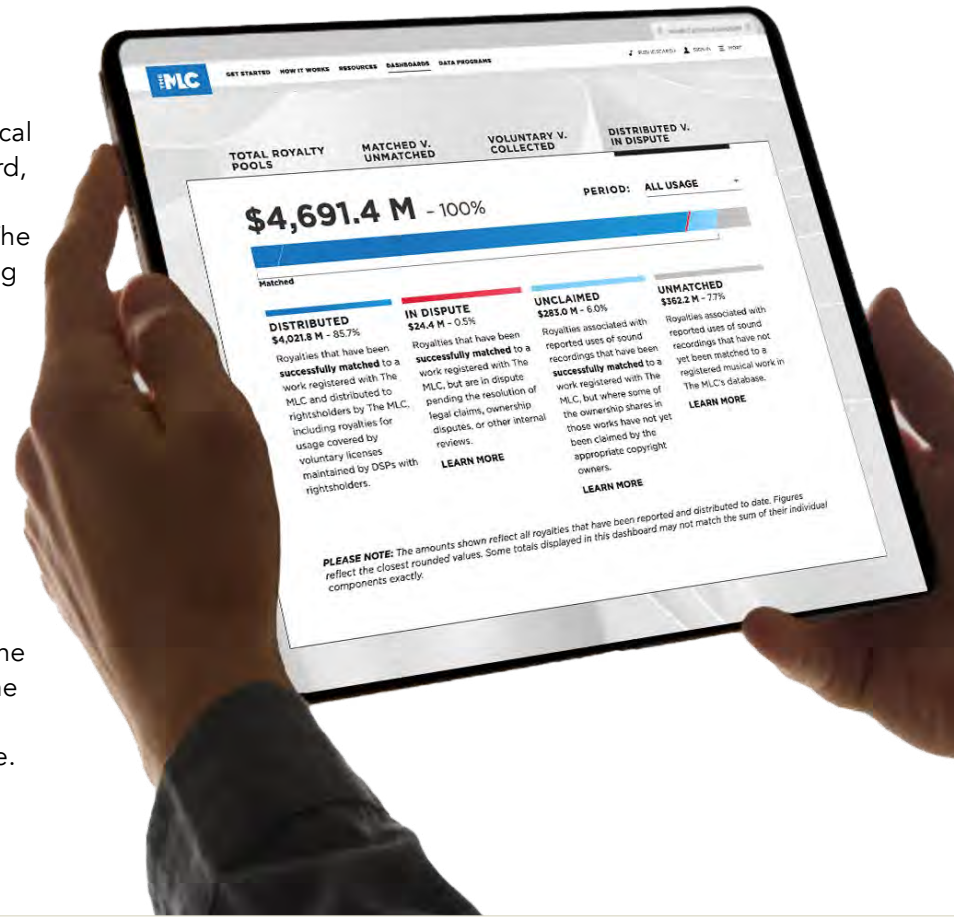 cal
rd,
he
g
ne
ne
e.
THE MLC
GET STARTED HOW IT WORKS RESOURCES DASHBOARDS DATA PROGRAMS
SIGN IN
TOTAL ROYALTY
POOLS
MATCHED V.
UNMATCHED
VOLUNTARY V.
COLLECTED
DISTRIBUTED V.
IN DISPUTE
$4,691.4 M – 100%
PERIOD: ALL USAGE
Matched
DISTRIBUTED
$4,021.8 M – 85.7%
Royalties that have been
successfully matched to a
work registered with The
MLC and distributed to
rightsholders by The MLC,
including royalties for
usage covered by
voluntary licenses
maintained by DSPs with
rightsholders.
IN DISPUTE
$24.4 M – 0.5%
Royalties that have been
successfully matched to a
work registered with The
MLC, but are in dispute
pending the resolution of
legal claims, ownership
disputes, or other internal
reviews.
LEARN MORE
UNCLAIMED
$283.0 M – 6.0%
Royalties associated with
reported uses of sound
recordings that have been
successfully matched to a
work registered with The
MLC, but where some of
the ownership shares in
those works have not yet
been claimed by the
appropriate copyright
owners.
LEARN MORE
UNMATCHED
$362.2 M – 7.7%
Royalties associated with
reported uses of sound
recordings that have not
yet been matched to a
registered musical work in
The MLC's database.
LEARN MORE
PLEASE NOTE: The amounts shown reflect all royalties that have been reported and distributed to date. Figures
reflect the closest rounded values. Some totals displayed in this dashboard may not match the sum of their individual
components exactly.